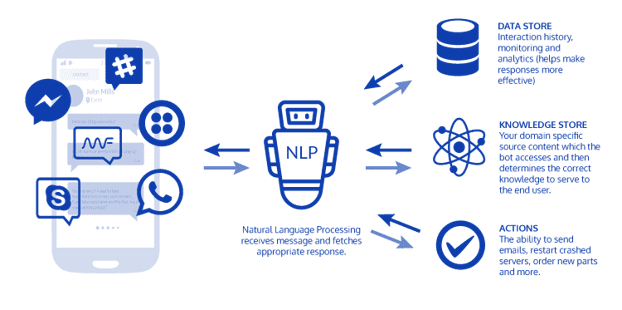 contact
John Mills
NLP
Natural Language Processing
receives message and fetches
appropriate response.
DATA STORE
Interaction history,
monitoring and
analytics (helps make
responses more
effective)
KNOWLEDGE STORE
Your domain specific
source content which the
bot accesses and then
determines the correct
knowledge to serve to
the end user.
ACTIONS
The ability to send
emails, restart crashed
servers, order new parts
and more.